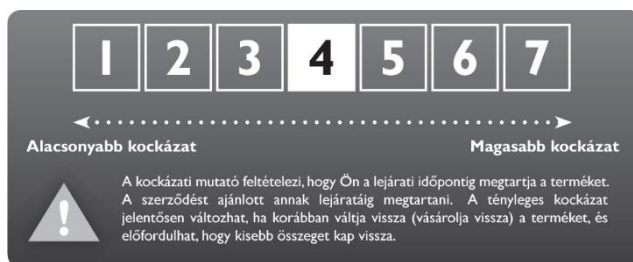 1 2 3 4 5 6 7
Alacsonyabb kockázat Magasabb kockázat
A kockázati mutató feltételezi, hogy Ön a lejárati időpontig megtartja a terméket.
A szerződést ajánlott annak lejáratáig megtartani. A tényleges kockázat
jelentősen változhat, ha korábban váltja vissza (vásárolja vissza) a terméket, és
előfordulhat, hogy kisebb összeget kap vissza.